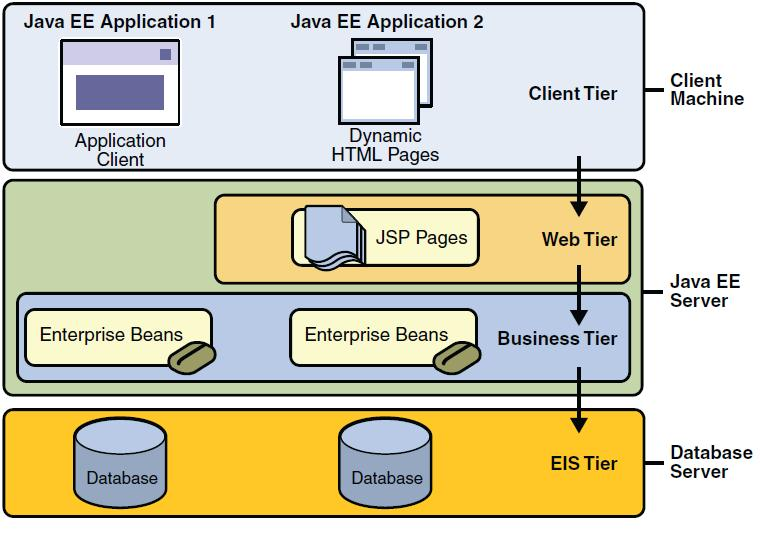 Java EE Application 1
Java EE Application 2
Application
Client
Dynamic
HTML Pages
Client Tier
Client
Machine
JSP Pages
Web Tier
Java EE
Server
Enterprise Beans
Enterprise Beans
Business Tier
Database
Database
EIS Tier
Database
Server